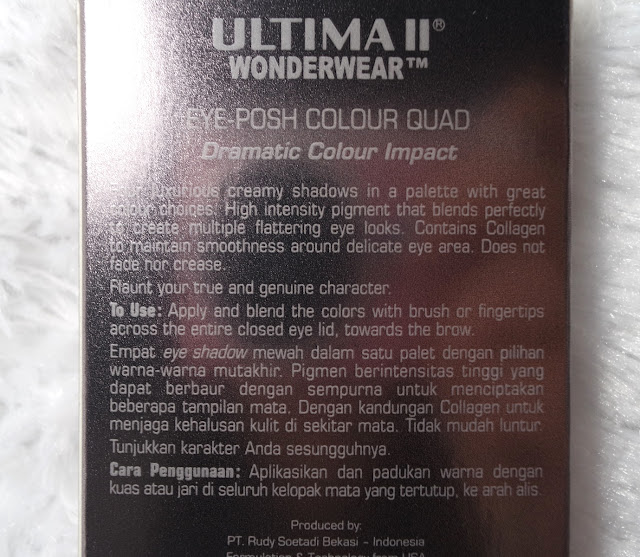 ULTIMA II®
WONDERWEAR™
EYE-POSH COLOUR QUAD
Dramatic Colour Impact
Four luxurious creamy shadows in a palette with great
colour choices. High intensity pigment that blends perfectly
to create multiple flattering eye looks. Contains Collagen
to maintain smoothness around delicate eye area. Does not
fade nor crease.
Flaunt your true and genuine character.
To Use: Apply and blend the colors with brush or fingertips
across the entire closed eye lid, towards the brow.
Empat eye shadow mewah dalam satu palet dengan pilihan
warna-warna mutakhir. Pigmen berintensitas tinggi yang
dapat berbaur dengan sempurna untuk menciptakan
beberapa tampilan mata. Dengan kandungan Collagen untuk
menjaga kehalusan kulit di sekitar mata. Tidak mudah luntur.
Tunjukkan karakter Anda sesungguhnya.
Cara Penggunaan: Aplikasikan dan padukan warna dengan
kuas atau jari di seluruh kelopak mata yang tertutup, ke arah alis.
Produced by:
PT. Rudy Soetadi Bekasi - Indonesia
Formulation & Technology from USA